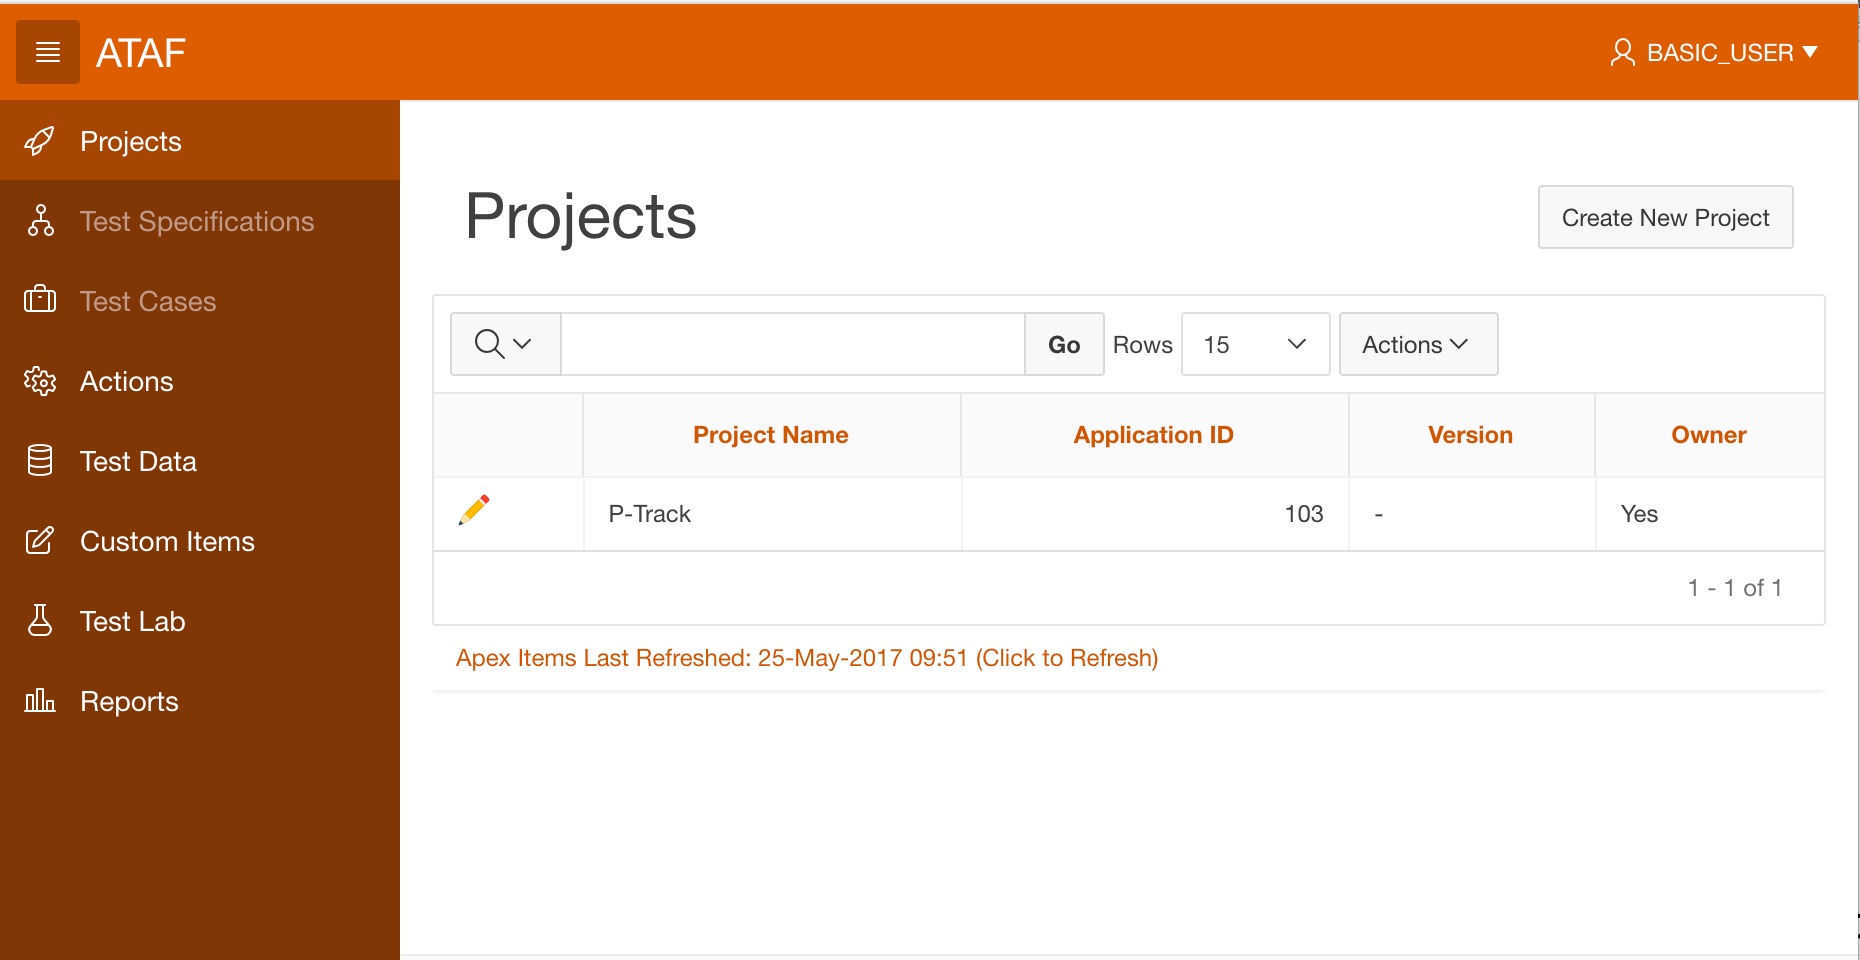 ATAF
BASIC_USER
Projects
Test Specifications
Test Cases
Actions
Test Data
Custom Items
Test Lab
Reports
Projects
Create New Project
Go Rows 15 Actions
Project Name Application ID Version Owner
P-Track 103 - Yes
1 - 1 of 1
Apex Items Last Refreshed: 25-May-2017 09:51 (Click to Refresh)